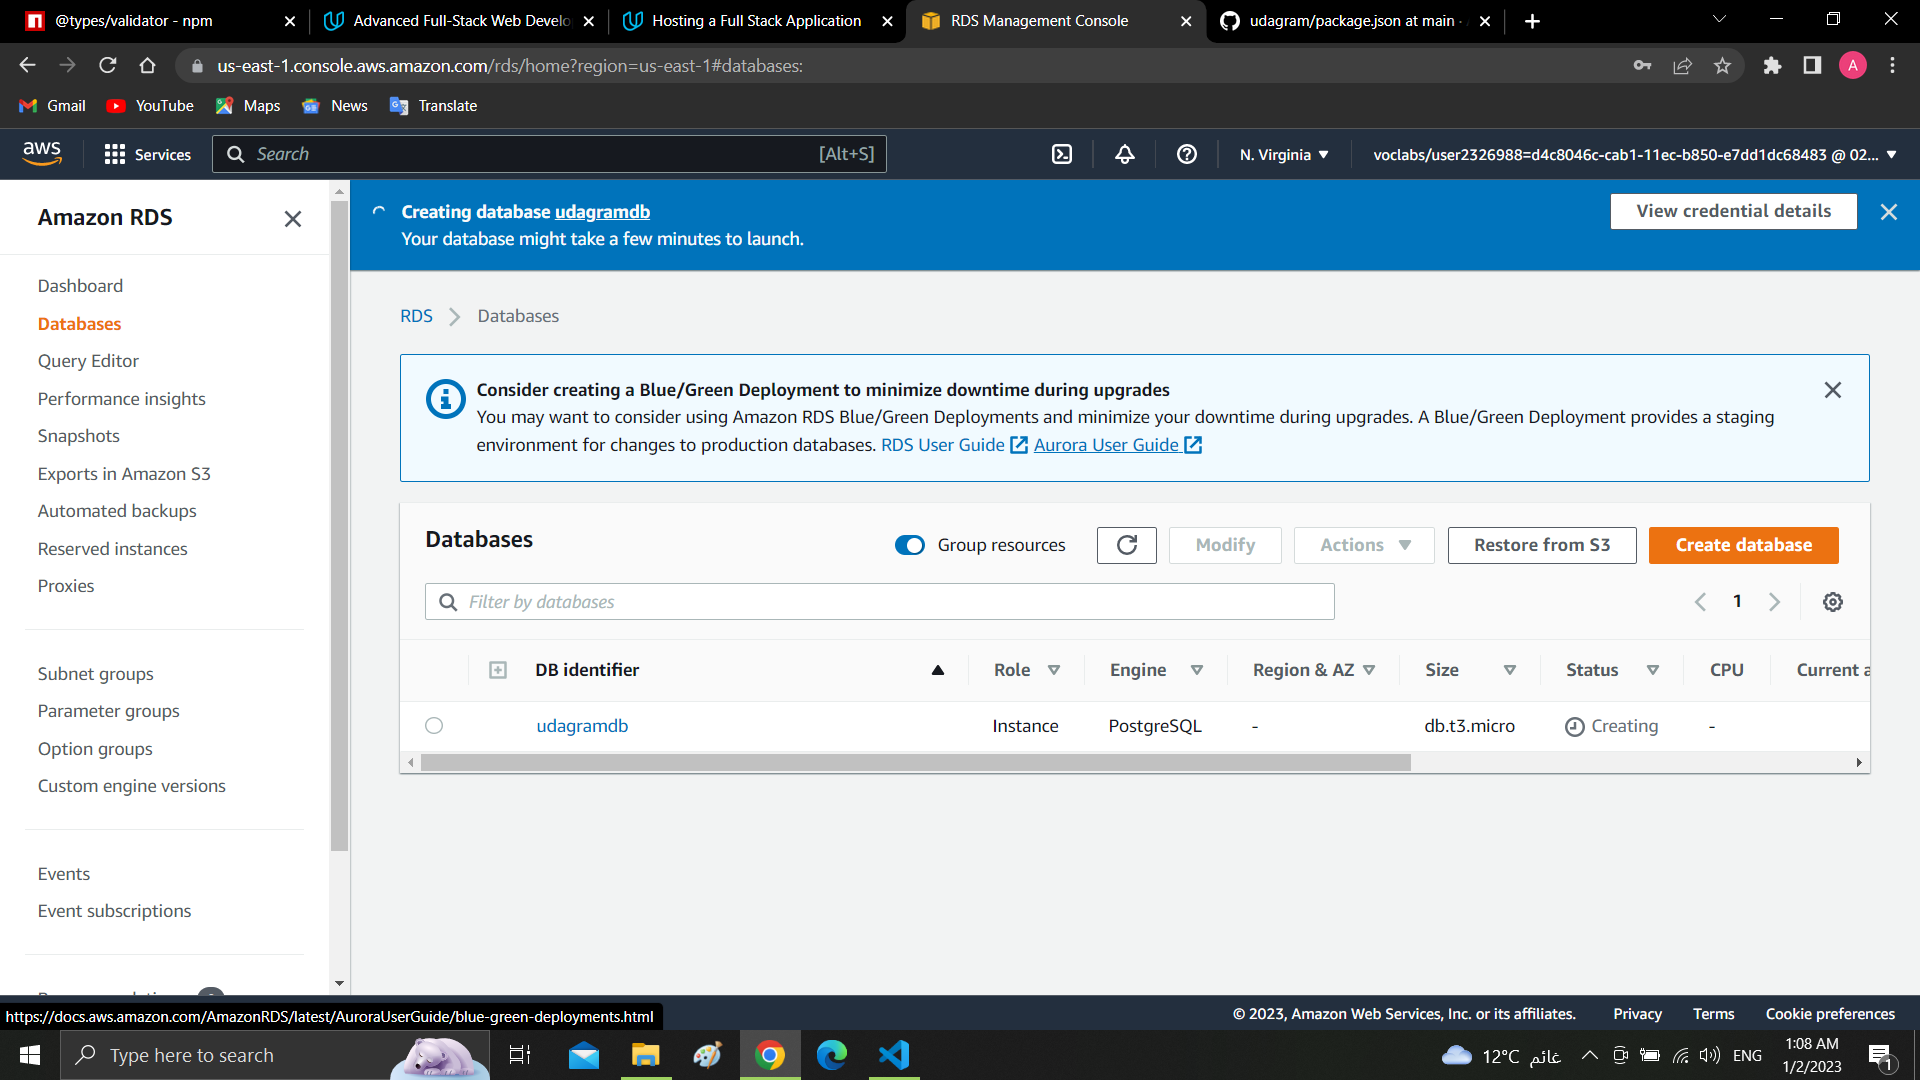 @types/validator - npm
Advanced Full-Stack Web Develo
Hosting a Full Stack Application
RDS Management Console
udagram/package.json at main ·
us-east-1.console.aws.amazon.com/rds/home?region=us-east-1#databases:
A
Gmail
YouTube
Maps
News
Translate
aws
Services
Search
[Alt+S]
N. Virginia
voclabs/user2326988=d4c8046c-cab1-11ec-b850-e7dd1dc68483 @ 02...
Amazon RDS
Dashboard
Databases
Query Editor
Performance insights
Snapshots
Exports in Amazon S3
Automated backups
Reserved instances
Proxies
Subnet groups
Parameter groups
Option groups
Custom engine versions
Events
Event subscriptions
Creating database udagramdb
Your database might take a few minutes to launch.
View credential details
RDS
Databases
Consider creating a Blue/Green Deployment to minimize downtime during upgrades
You may want to consider using Amazon RDS Blue/Green Deployments and minimize your downtime during upgrades. A Blue/Green Deployment provides a staging
environment for changes to production databases. RDS User Guide Aurora User Guide
Databases
Group resources
Modify
Actions
Restore from S3
Create database
Filter by databases
1
DB identifier Role Engine Region & AZ Size Status CPU Current a
udagramdb Instance PostgreSQL - db.t3.micro Creating -
https://docs.aws.amazon.com/AmazonRDS/latest/AuroraUserGuide/blue-green-deployments.html
© 2023, Amazon Web Services, Inc. or its affiliates.
Privacy
Terms
Cookie preferences
Type here to search
12°C غائم
ENG
1:08 AM
1/2/2023
1